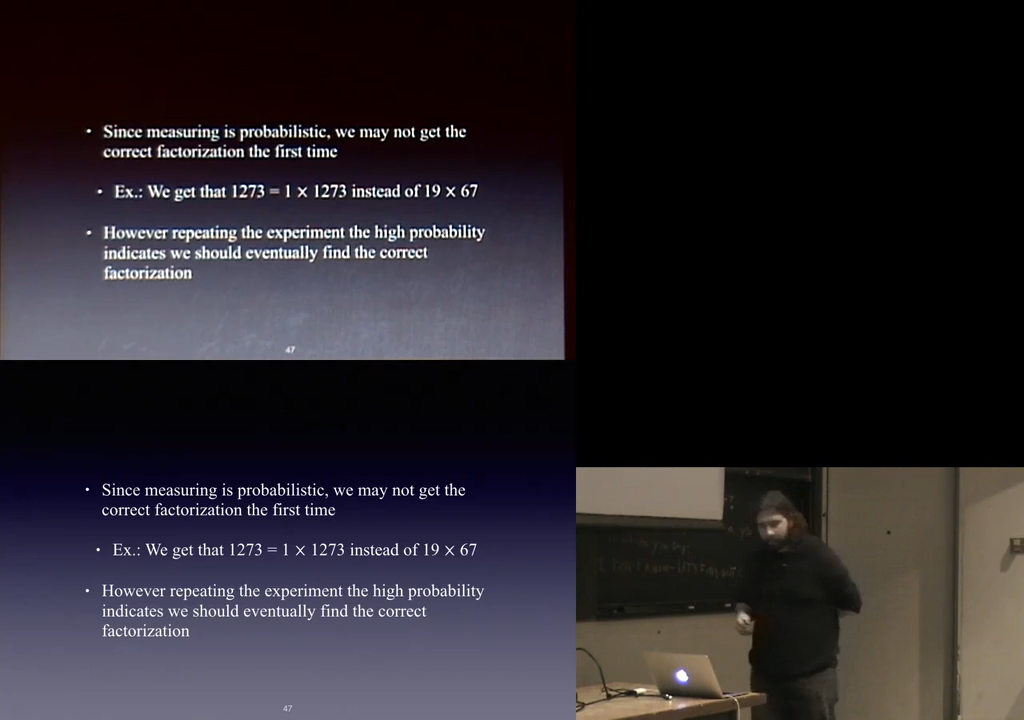 • Since measuring is probabilistic, we may not get the
correct factorization the first time
• Ex.: We get that 1273 = 1 × 1273 instead of 19 × 67
• However repeating the experiment the high probability
indicates we should eventually find the correct
factorization
47
• Since measuring is probabilistic, we may not get the
correct factorization the first time
• Ex.: We get that 1273 = 1 × 1273 instead of 19 × 67
• However repeating the experiment the high probability
indicates we should eventually find the correct
factorization
47